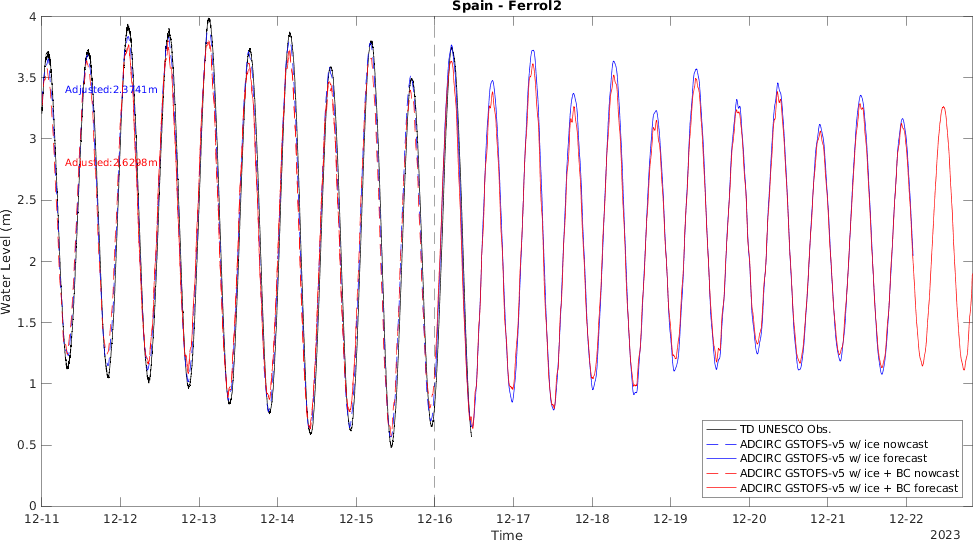 Spain - Ferrol2
4
3.5
3
2.5
2
1.5
1
0.5
0
Water Level (m)
Adjusted:2.3741m
Adjusted:2.6298m
TD UNESCO Obs.
ADCIRC GSTOFS-v5 w/ ice nowcast
ADCIRC GSTOFS-v5 w/ ice forecast
ADCIRC GSTOFS-v5 w/ ice + BC nowcast
ADCIRC GSTOFS-v5 w/ ice + BC forecast
12-11 12-12 12-13 12-14 12-15 12-16 12-17 12-18 12-19 12-20 12-21 12-22
Time
2023